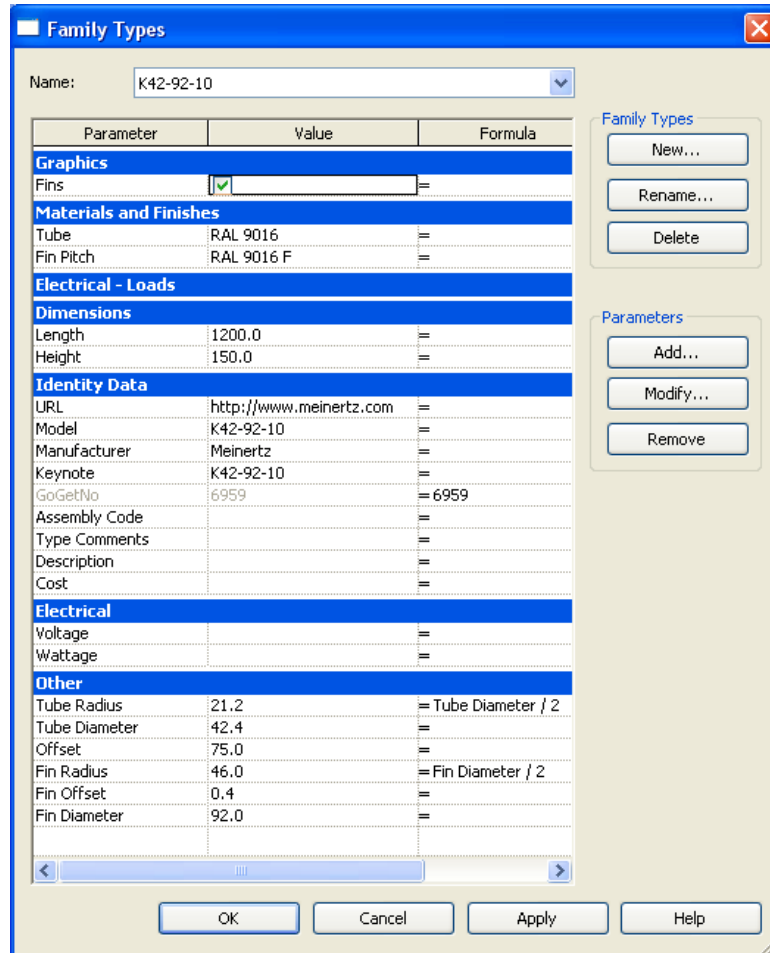 Family Types
Name: K42-92-10
Parameter Value Formula
Graphics
Fins =
Materials and Finishes
Tube RAL 9016 =
Fin Pitch RAL 9016 F =
Electrical - Loads
Dimensions
Length 1200.0 =
Height 150.0 =
Identity Data
URL http://www.meinertz.com =
Model K42-92-10 =
Manufacturer Meinertz =
Keynote K42-92-10 =
GoGetNo 6959 = 6959
Assembly Code =
Type Comments =
Description =
Cost =
Electrical
Voltage =
Wattage =
Other
Tube Radius 21.2 = Tube Diameter / 2
Tube Diameter 42.4 =
Offset 75.0 =
Fin Radius 46.0 = Fin Diameter / 2
Fin Offset 0.4 =
Fin Diameter 92.0 =
Family Types
New...
Rename...
Delete
Parameters
Add...
Modify...
Remove
OK Cancel Apply Help